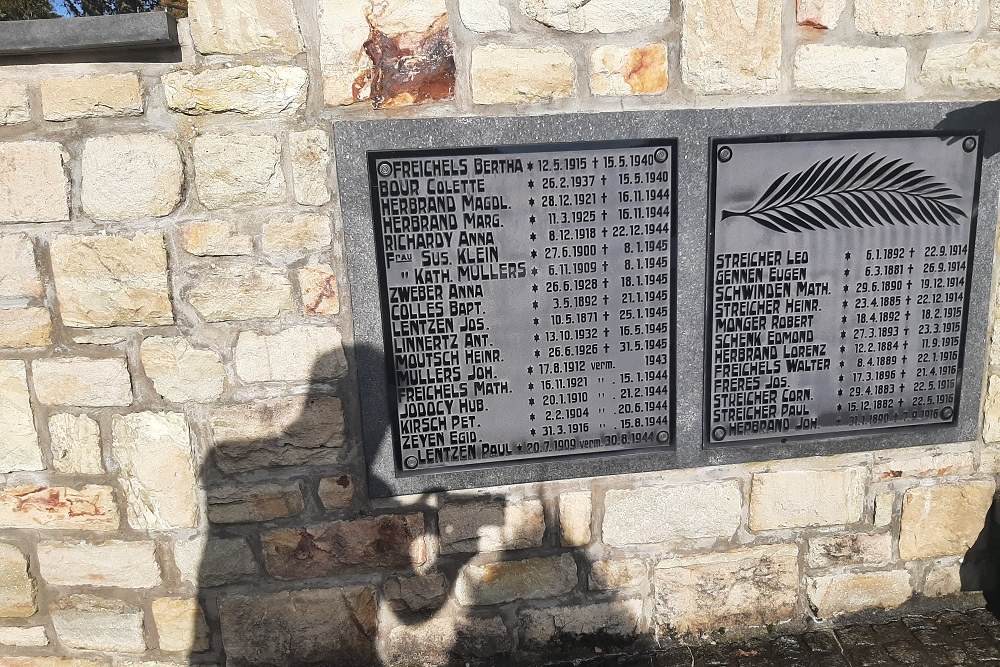 FREICHELS BERTHA * 12.5.1915 † 15.5.1940
BOUR COLETTE * 26.2.1937 † 15.5.1940
HERBRAND MAGDL. * 28.12.1921 † 16.11.1944
HERBRAND MARG. * 11.3.1925 † 16.11.1944
RICHARDY ANNA * 8.12.1918 † 16.11.1944
FRAU SUS. KLEIN * 27.6.1900 † 8.1.1945
" KATH. MULLERS * 6.11.1909 † 8.1.1945
ZWEBER ANNA * 26.6.1928 † 18.1.1945
COLLES BAPT. * 3.5.1892 † 21.1.1945
LENTZEN JOS. * 10.5.1871 † 25.1.1945
LINNERTZ ANT. * 13.10.1932 † 16.5.1945
MOUTSCH HEINR. * 26.6.1926 † 31.5.1945
MULLERS JOH. * 17.8.1912 verm. 1943
FREICHELS MATH. * 16.11.1921 " 15.1.1944
JODOCY HUB. * 20.1.1910 " 21.2.1944
KIRSCH PET. * 2.2.1904 " 20.6.1944
ZEYEN EGID. * 31.3.1916 " 15.8.1944
LENTZEN PAUL * 20.7.1909 verm. 30.8.1944
STREICHER LEO * 6.1.1892 † 22.9.1914
GENNEN EUGEN * 6.3.1881 † 26.9.1914
SCHWINDEN MATH. * 29.6.1890 † 19.12.1914
STREICHER HEINR. * 23.4.1885 † 22.12.1914
MONGER ROBERT * 18.4.1892 † 18.2.1915
SCHENK EDMOND * 27.3.1893 † 23.3.1915
HERBRAND LORENZ * 12.2.1884 † 11.9.1915
FREICHELS WALTER * 8.4.1889 † 22.1.1916
FRERES JOS. * 17.3.1896 † 21.4.1916
STREICHER CORN. * 29.4.1883 † 22.5.1916
STREICHER PAUL * 15.12.1882 † 22.5.1916
HERBRAND JOH. * 31.1.1890 † 7.9.1916